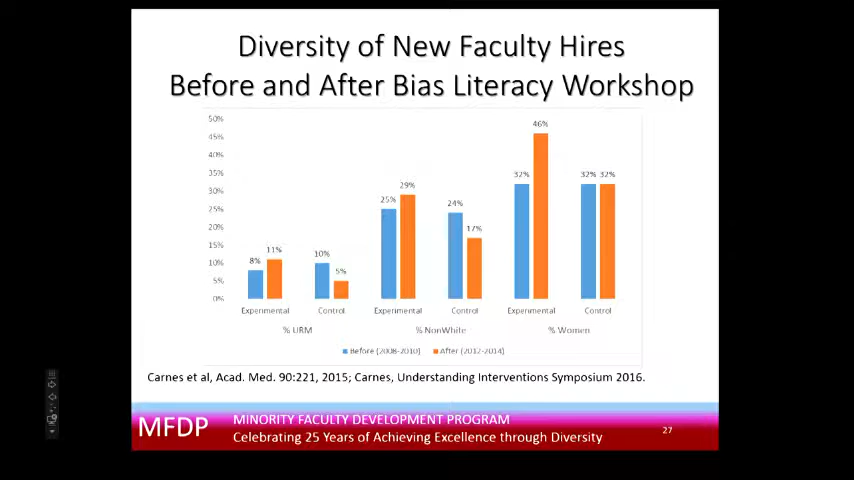 Diversity of New Faculty Hires
Before and After Bias Literacy Workshop
50%
45%
40%
35%
30%
25%
20%
15%
10%
5%
0%
8%
11%
10%
5%
25%
29%
24%
17%
32%
46%
32%
32%
Experimental
Control
Experimental
Control
Experimental
Control
% URM
% NonWhite
% Women
Before (2008-2010)
After (2012-2014)
Carnes et al, Acad. Med. 90:221, 2015; Carnes, Understanding Interventions Symposium 2016.
MFDP
MINORITY FACULTY DEVELOPMENT PROGRAM
Celebrating 25 Years of Achieving Excellence through Diversity
27